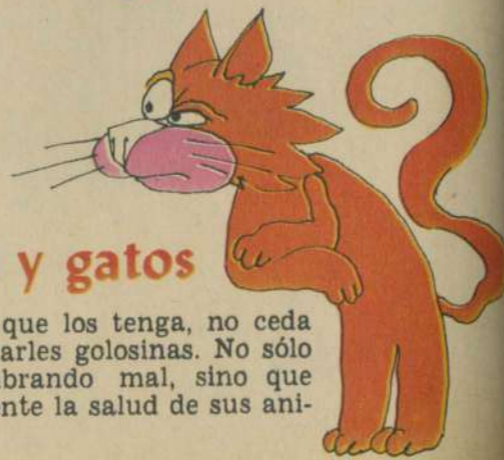 y gatos
que los tenga, no ceda
arles golosinas. No sólo
brando mal, sino que
nte la salud de sus ani-